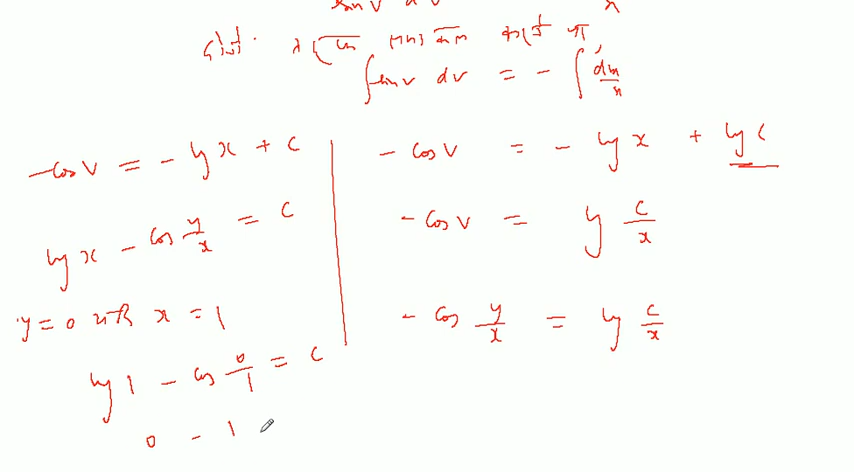 ∫ sin v dv = - ∫ dx/x
- cos v = - log x + c
log x - cos y/x = c
y = 0 x = 1
log 1 - cos 0/1 = c
0 - 1
- cos v = - log x + log c
- cos v = log c/x
- cos y/x = log c/x